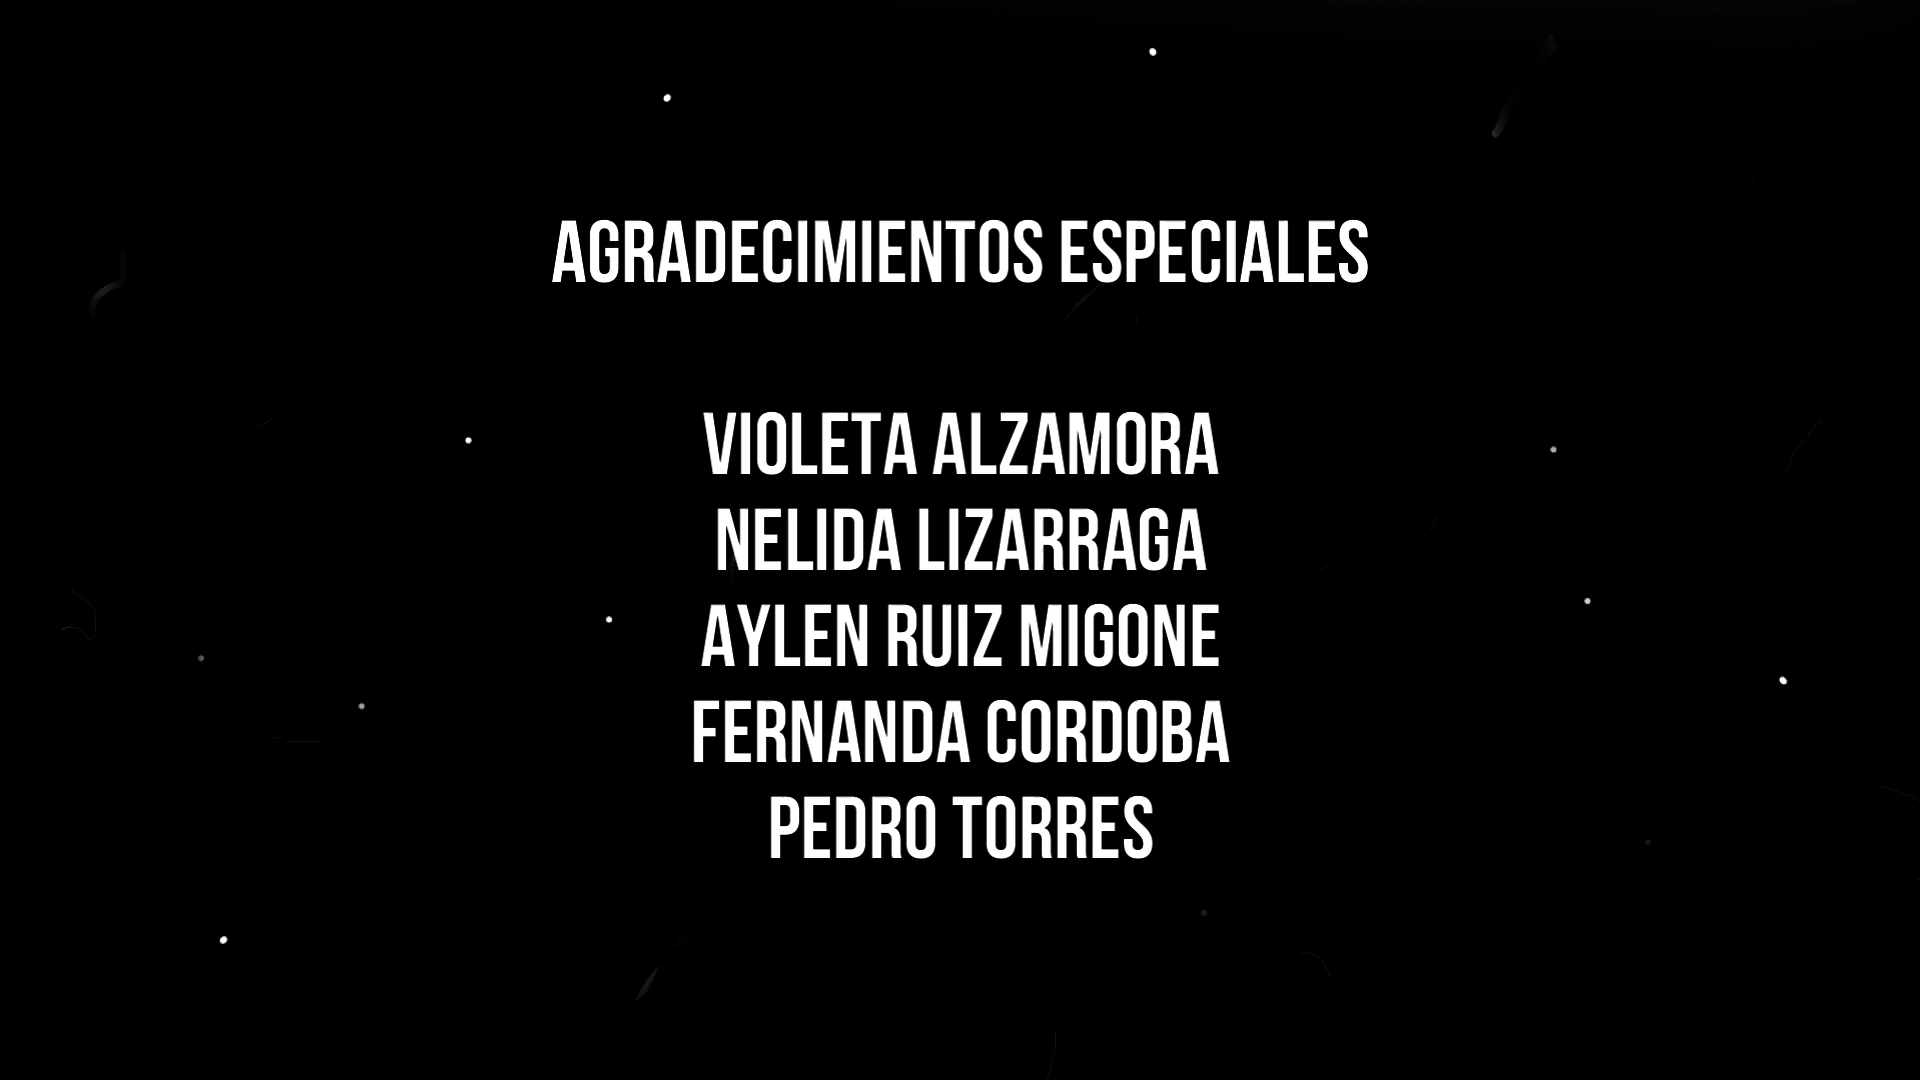 AGRADECIMIENTOS ESPECIALES
VIOLETA ALZAMORA
NELIDA LIZARRAGA
AYLEN RUIZ MIGONE
FERNANDA CORDOBA
PEDRO TORRES